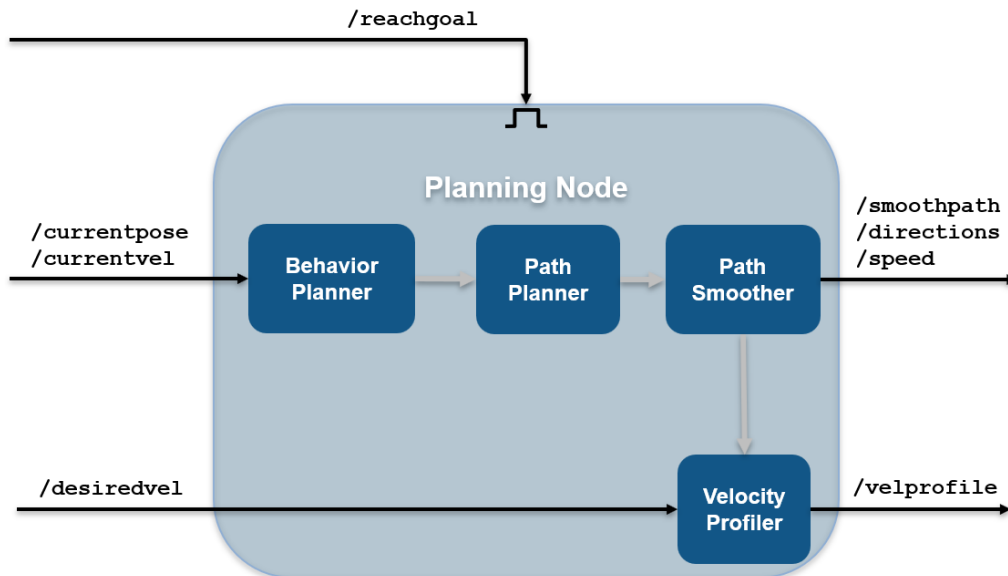 /reachgoal
Planning Node
/currentpose
/currentvel
Behavior
Planner
Path
Planner
Path
Smoother
/smoothpath
/directions
/speed
/desiredvel
Velocity
Profiler
/velprofile